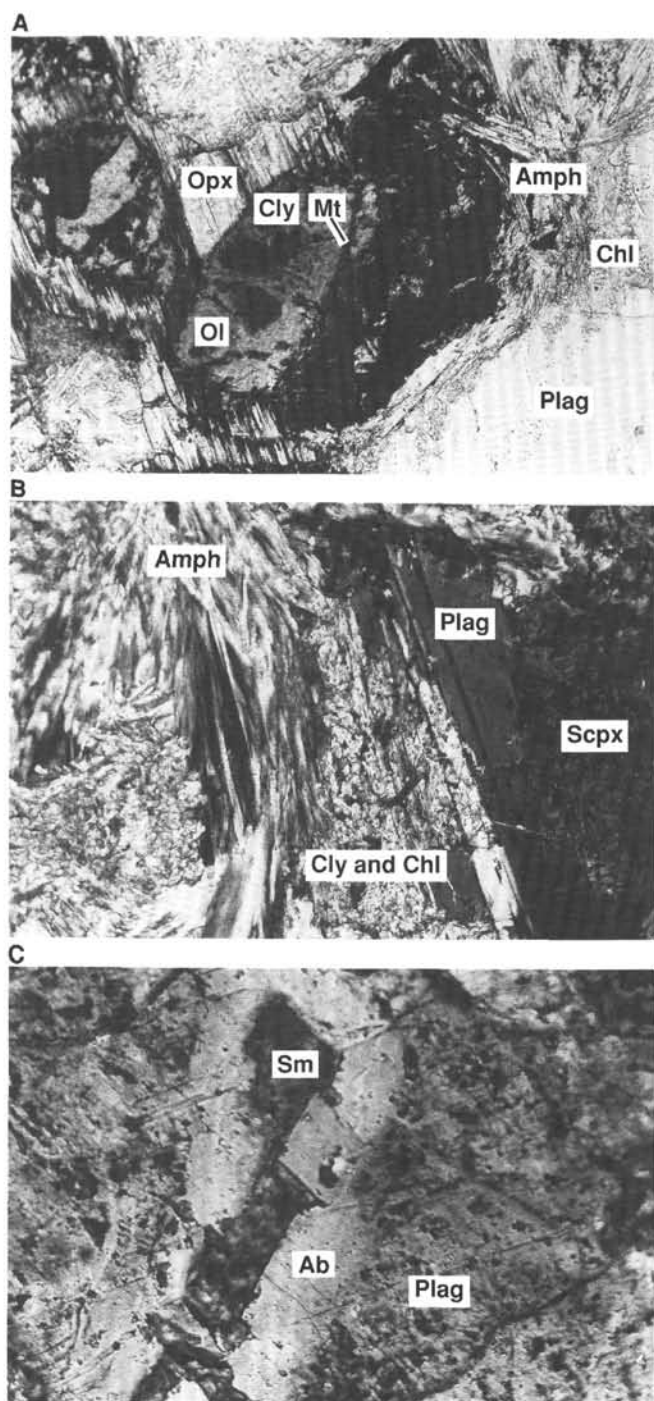 A
Opx
Cly
Mt
Amph
Chl
Ol
Plag
B
Amph
Plag
Scpx
Cly and Chl
C
Sm
Ab
Plag